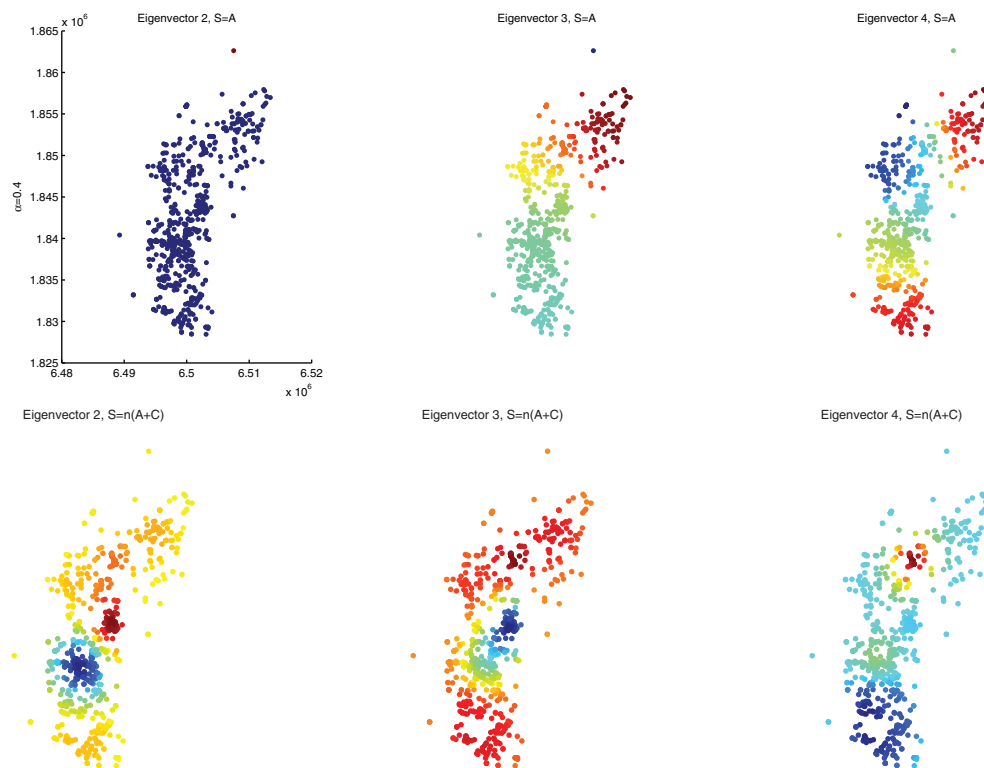 Eigenvector 2, S=A
Eigenvector 3, S=A
Eigenvector 4, S=A
x 10^6
1.865
1.86
1.855
1.85
1.845
1.84
1.835
1.83
1.825
α=0.4
6.48
6.49
6.5
6.51
6.52
x 10^6
Eigenvector 2, S=n(A+C)
Eigenvector 3, S=n(A+C)
Eigenvector 4, S=n(A+C)